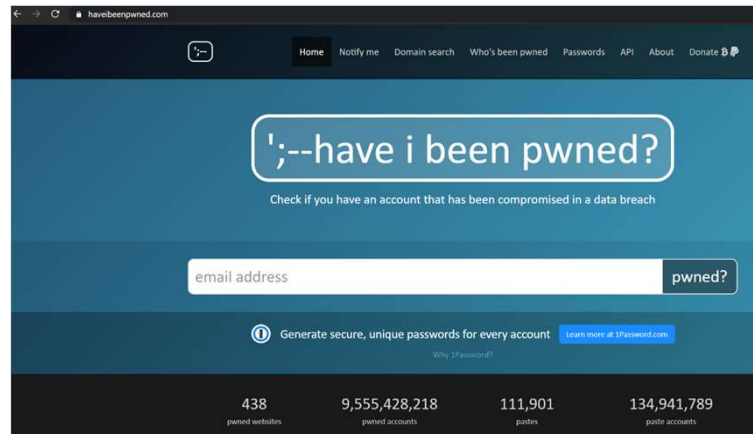 haveibeenpwned.com
';--
Home Notify me Domain search Who's been pwned Passwords API About Donate
';--have i been pwned?
Check if you have an account that has been compromised in a data breach
email address pwned?
Generate secure, unique passwords for every account Learn more at 1Password.com
Why 1Password?
438 9,555,428,218 111,901 134,941,789
pwned websites pwned accounts pastes paste accounts